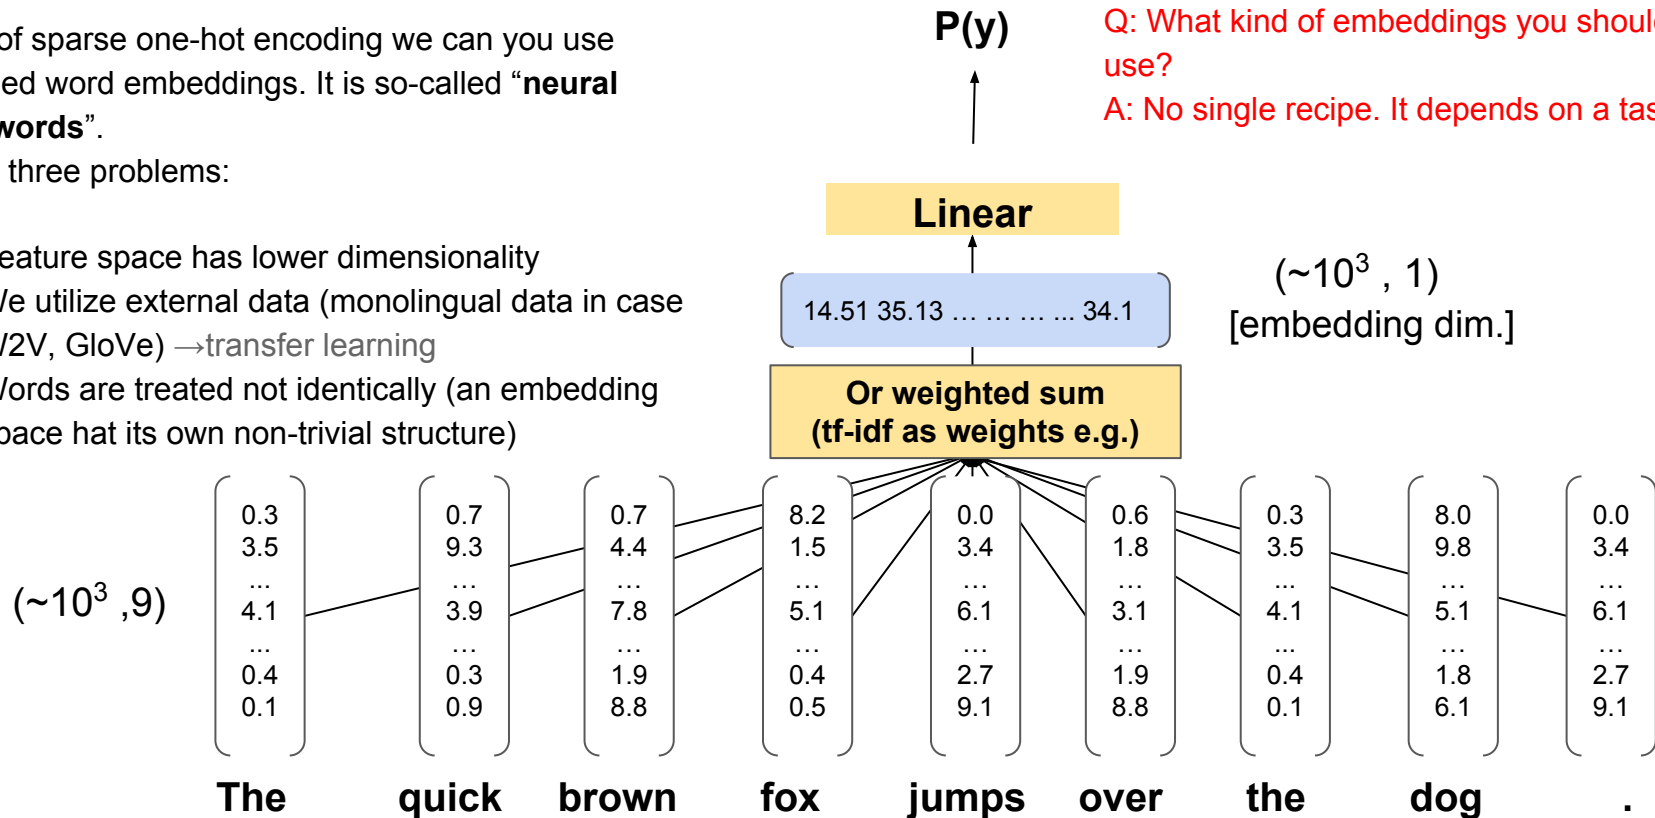 of sparse one-hot encoding we can you use
ed word embeddings. It is so-called “neural
words”.
three problems:
eature space has lower dimensionality
We utilize external data (monolingual data in case
W2V, GloVe) →transfer learning
Words are treated not identically (an embedding
pace hat its own non-trivial structure)
P(y)
Q: What kind of embeddings you should
use?
A: No single recipe. It depends on a tas
Linear
14.51 35.13 … … … ... 34.1
(~10³ , 1)
[embedding dim.]
Or weighted sum
(tf-idf as weights e.g.)
(~10³ ,9)
0.3 0.7 0.7 8.2 0.0 0.6 0.3 8.0 0.0
3.5 9.3 4.4 1.5 3.4 1.8 3.5 9.8 3.4
... … … … … … ... … …
4.1 3.9 7.8 5.1 6.1 3.1 4.1 5.1 6.1
... … … … … … ... … …
0.4 0.3 1.9 0.4 2.7 1.9 0.4 1.8 2.7
0.1 0.9 8.8 0.5 9.1 8.8 0.1 6.1 9.1
The quick brown fox jumps over the dog .